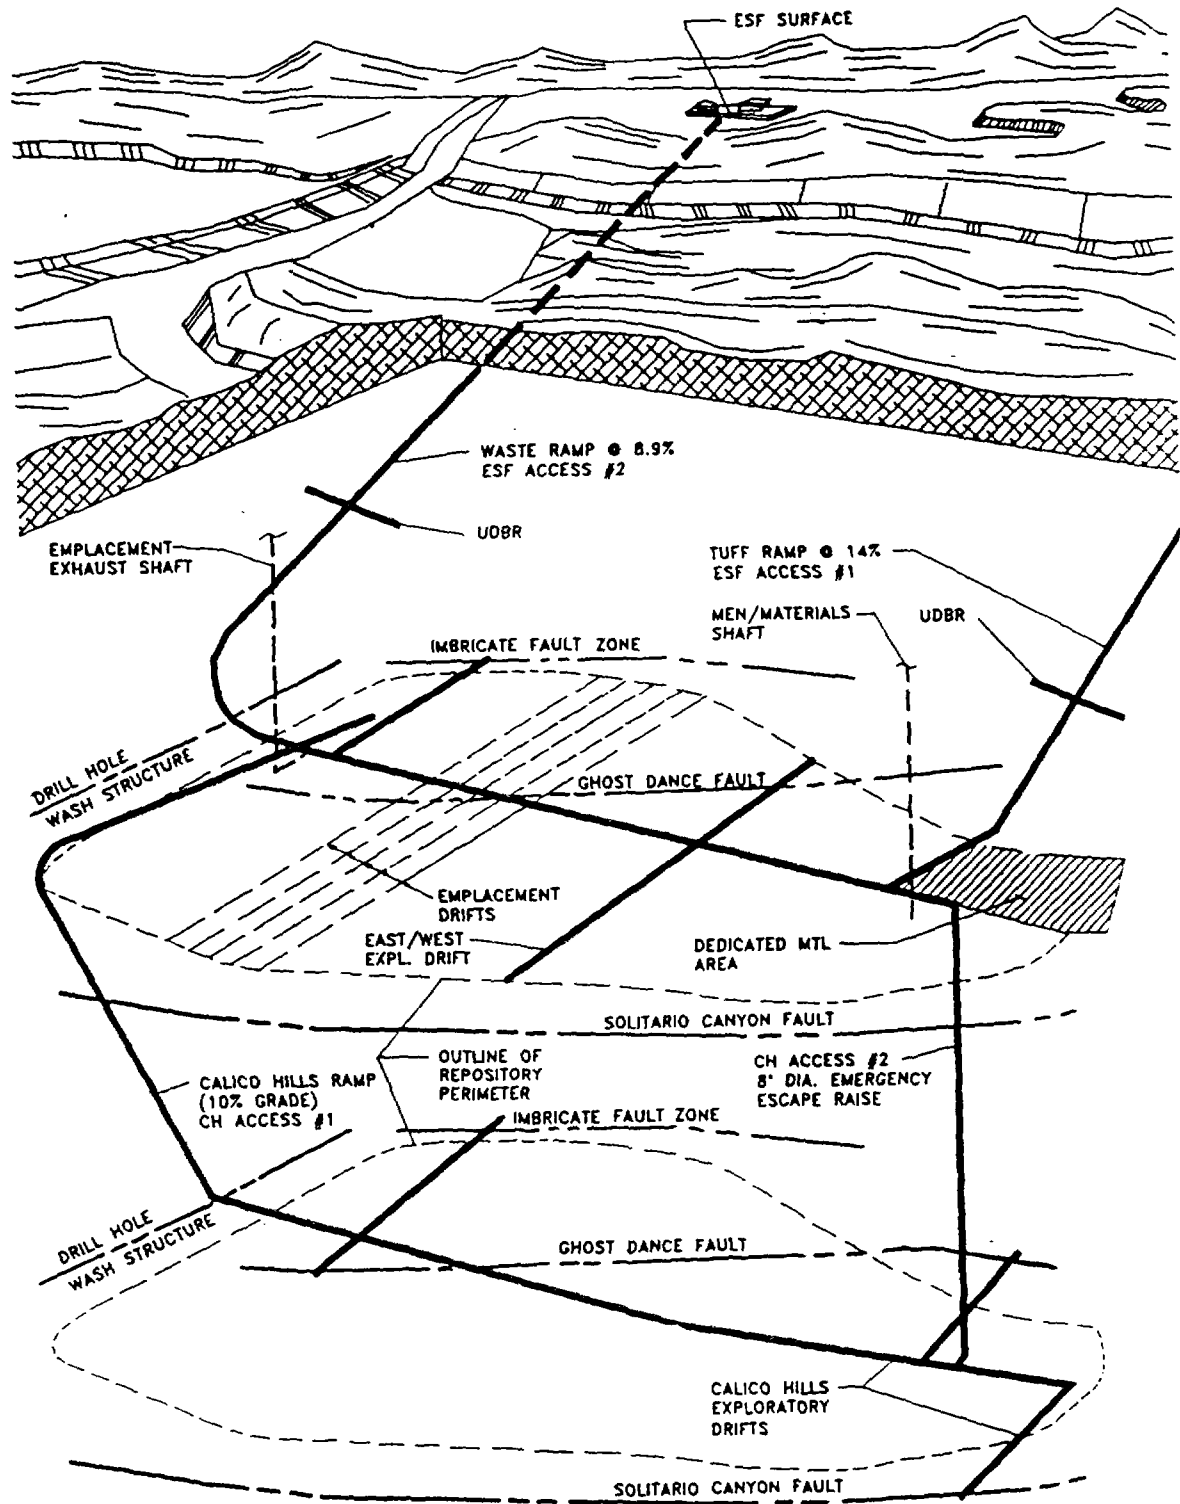 ESF SURFACE
WASTE RAMP @ 8.9%
ESF ACCESS #2
UDBR
EMPLACEMENT
EXHAUST SHAFT
TUFF RAMP @ 14%
ESF ACCESS #1
MEN/MATERIALS
SHAFT
UDBR
IMBRICATE FAULT ZONE
DRILL HOLE
WASH STRUCTURE
GHOST DANCE FAULT
EMPLACEMENT
DRIFTS
EAST/WEST
EXPL. DRIFT
DEDICATED MTL
AREA
SOLITARIO CANYON FAULT
OUTLINE OF
REPOSITORY
PERIMETER
CH ACCESS #2
8' DIA. EMERGENCY
ESCAPE RAISE
CALICO HILLS RAMP
(10% GRADE)
CH ACCESS #1
IMBRICATE FAULT ZONE
DRILL HOLE
WASH STRUCTURE
GHOST DANCE FAULT
CALICO HILLS
EXPLORATORY
DRIFTS
SOLITARIO CANYON FAULT